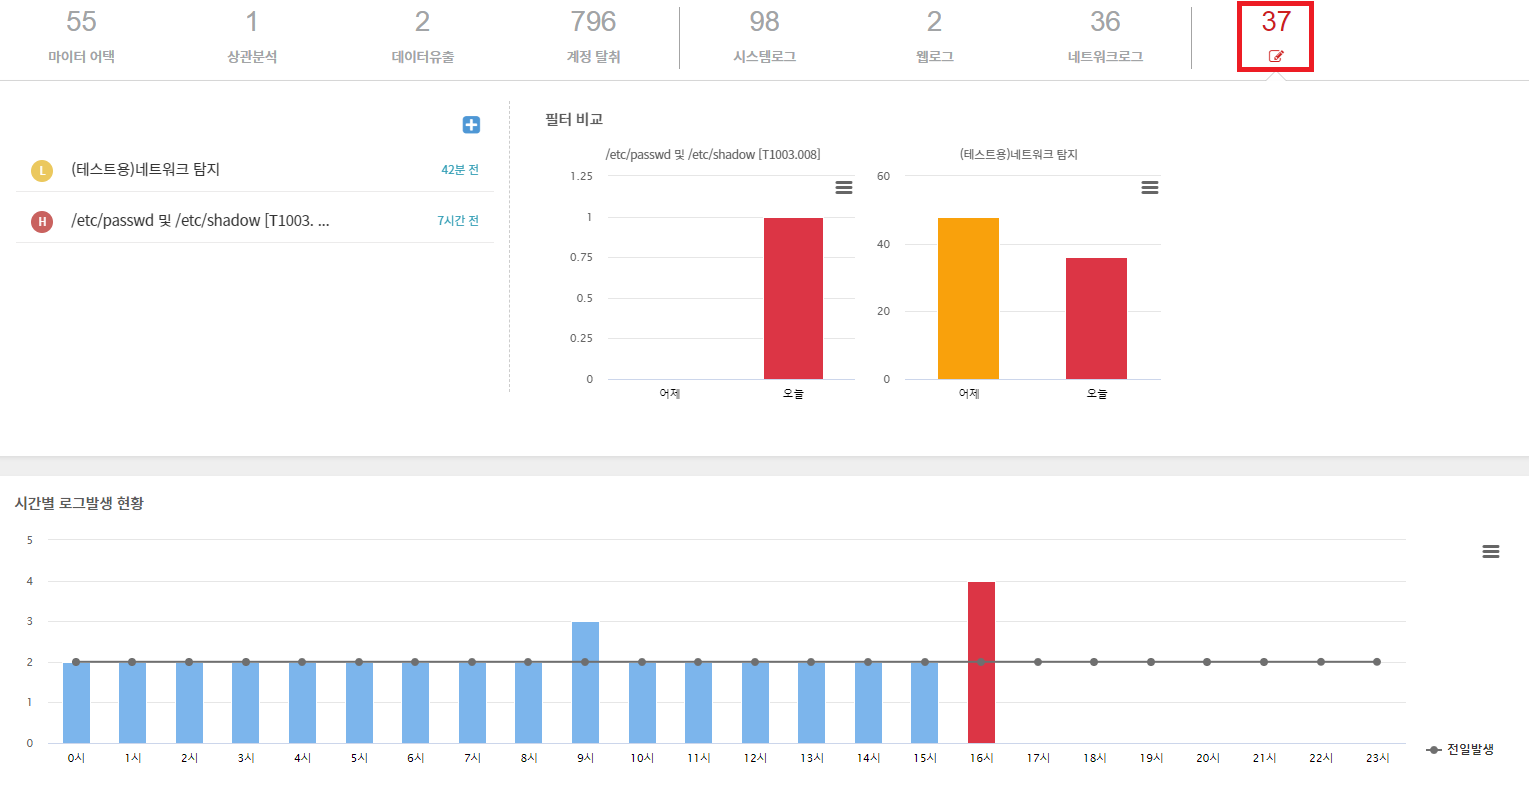 55 1 2 796 98 2 36 37
마이터 어택 상관분석 데이터유출 계정 탈취 시스템로그 웹로그 네트워크로그
L (테스트용)네트워크 탐지 42분 전
H /etc/passwd 및 /etc/shadow [T1003. ... 7시간 전
필터 비교
/etc/passwd 및 /etc/shadow [T1003.008]
1.25
1
0.75
0.5
0.25
0
어제 오늘
(테스트용)네트워크 탐지
60
40
20
0
어제 오늘
시간별 로그발생 현황
5
4
3
2
1
0
0시 1시 2시 3시 4시 5시 6시 7시 8시 9시 10시 11시 12시 13시 14시 15시 16시 17시 18시 19시 20시 21시 22시 23시
전일발생